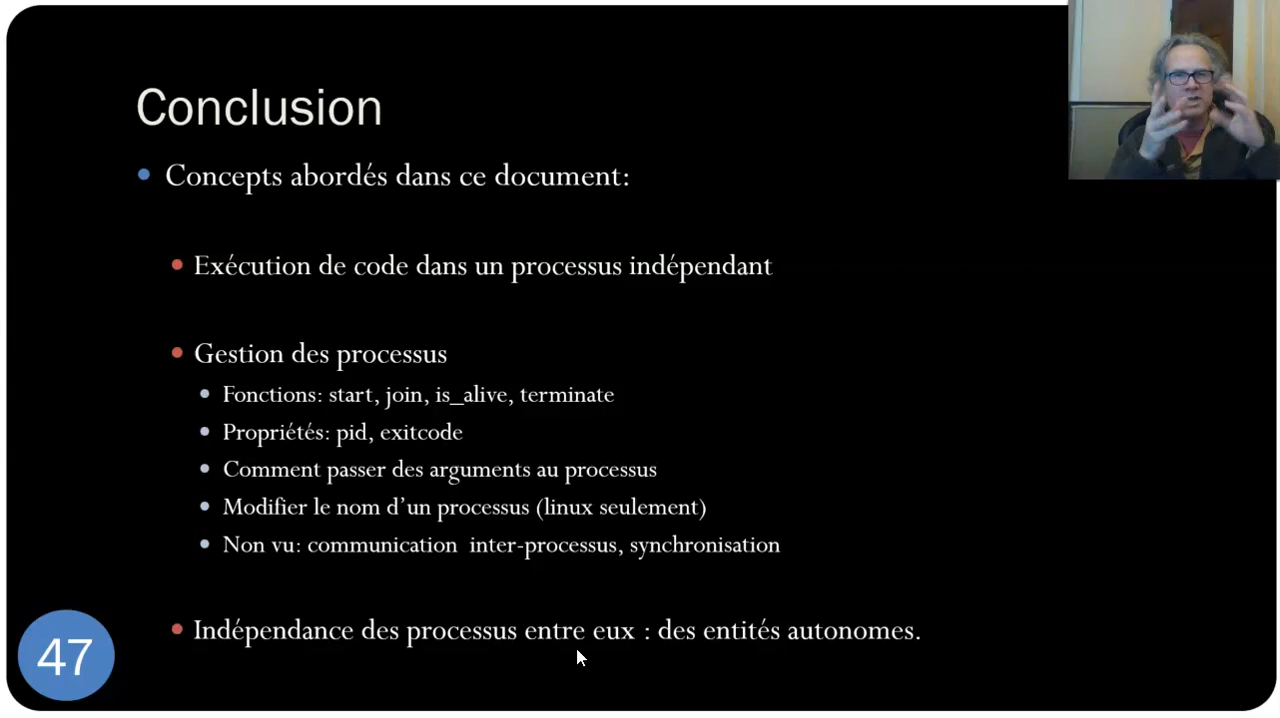 Conclusion
Concepts abordés dans ce document:
Exécution de code dans un processus indépendant
Gestion des processus
Fonctions: start, join, is_alive, terminate
Propriétés: pid, exitcode
Comment passer des arguments au processus
Modifier le nom d’un processus (linux seulement)
Non vu: communication  inter-processus, synchronisation
Indépendance des processus entre eux : des entités autonomes.
47